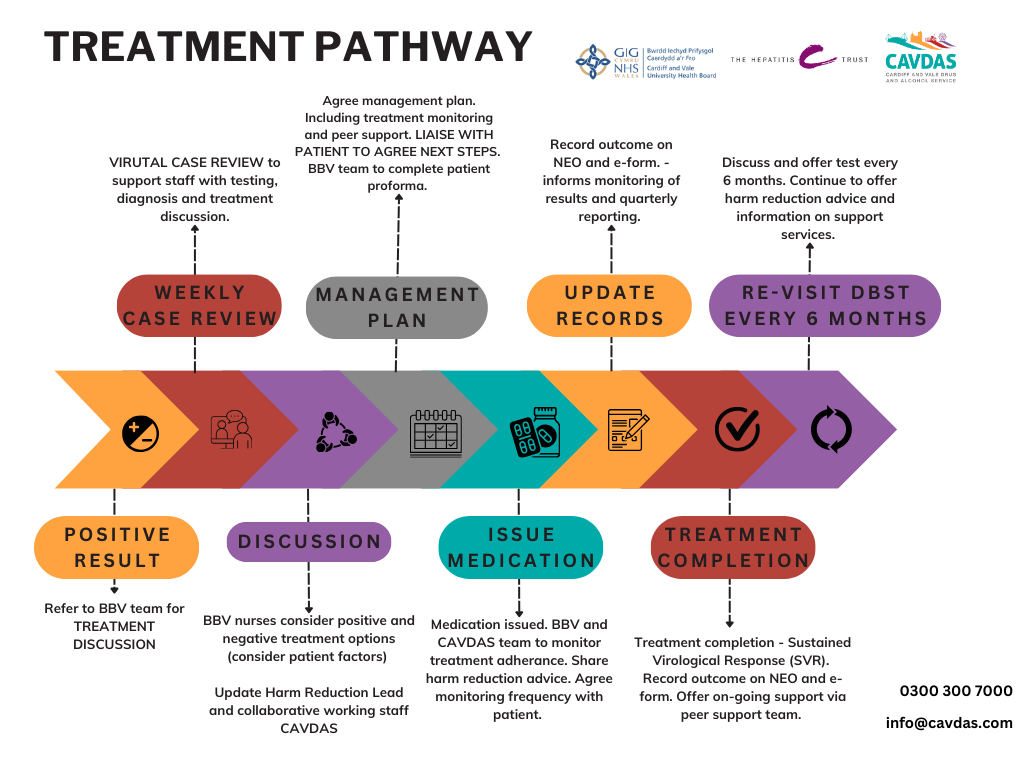 TREATMENT PATHWAY
GIG
CYMRU
NHS
WALES
Bwrdd Iechyd Prifysgol
Caerdydd a'r Fro
Cardiff and Vale
University Health Board
THE HEPATITIS C TRUST
CAVDAS
CARDIFF AND VALE DRUG
AND ALCOHOL SERVICE
VIRUTAL CASE REVIEW to
support staff with testing,
diagnosis and treatment
discussion.
Agree management plan.
Including treatment monitoring
and peer support. LIAISE WITH
PATIENT TO AGREE NEXT STEPS.
BBV team to complete patient
proforma.
Record outcome on
NEO and e-form. -
informs monitoring of
results and quarterly
reporting.
Discuss and offer test every
6 months. Continue to offer
harm reduction advice and
information on support
services.
WEEKLY
CASE REVIEW
MANAGEMENT
PLAN
UPDATE
RECORDS
RE-VISIT DBST
EVERY 6 MONTHS
POSITIVE
RESULT
DISCUSSION
ISSUE
MEDICATION
TREATMENT
COMPLETION
Refer to BBV team for
TREATMENT
DISCUSSION
BBV nurses consider positive and
negative treatment options
(consider patient factors)
Update Harm Reduction Lead
and collaborative working staff
CAVDAS
Medication issued. BBV and
CAVDAS team to monitor
treatment adherance. Share
harm reduction advice. Agree
monitoring frequency with
patient.
Treatment completion - Sustained
Virological Response (SVR).
Record outcome on NEO and e-
form. Offer on-going support via
peer support team.
0300 300 7000
info@cavdas.com